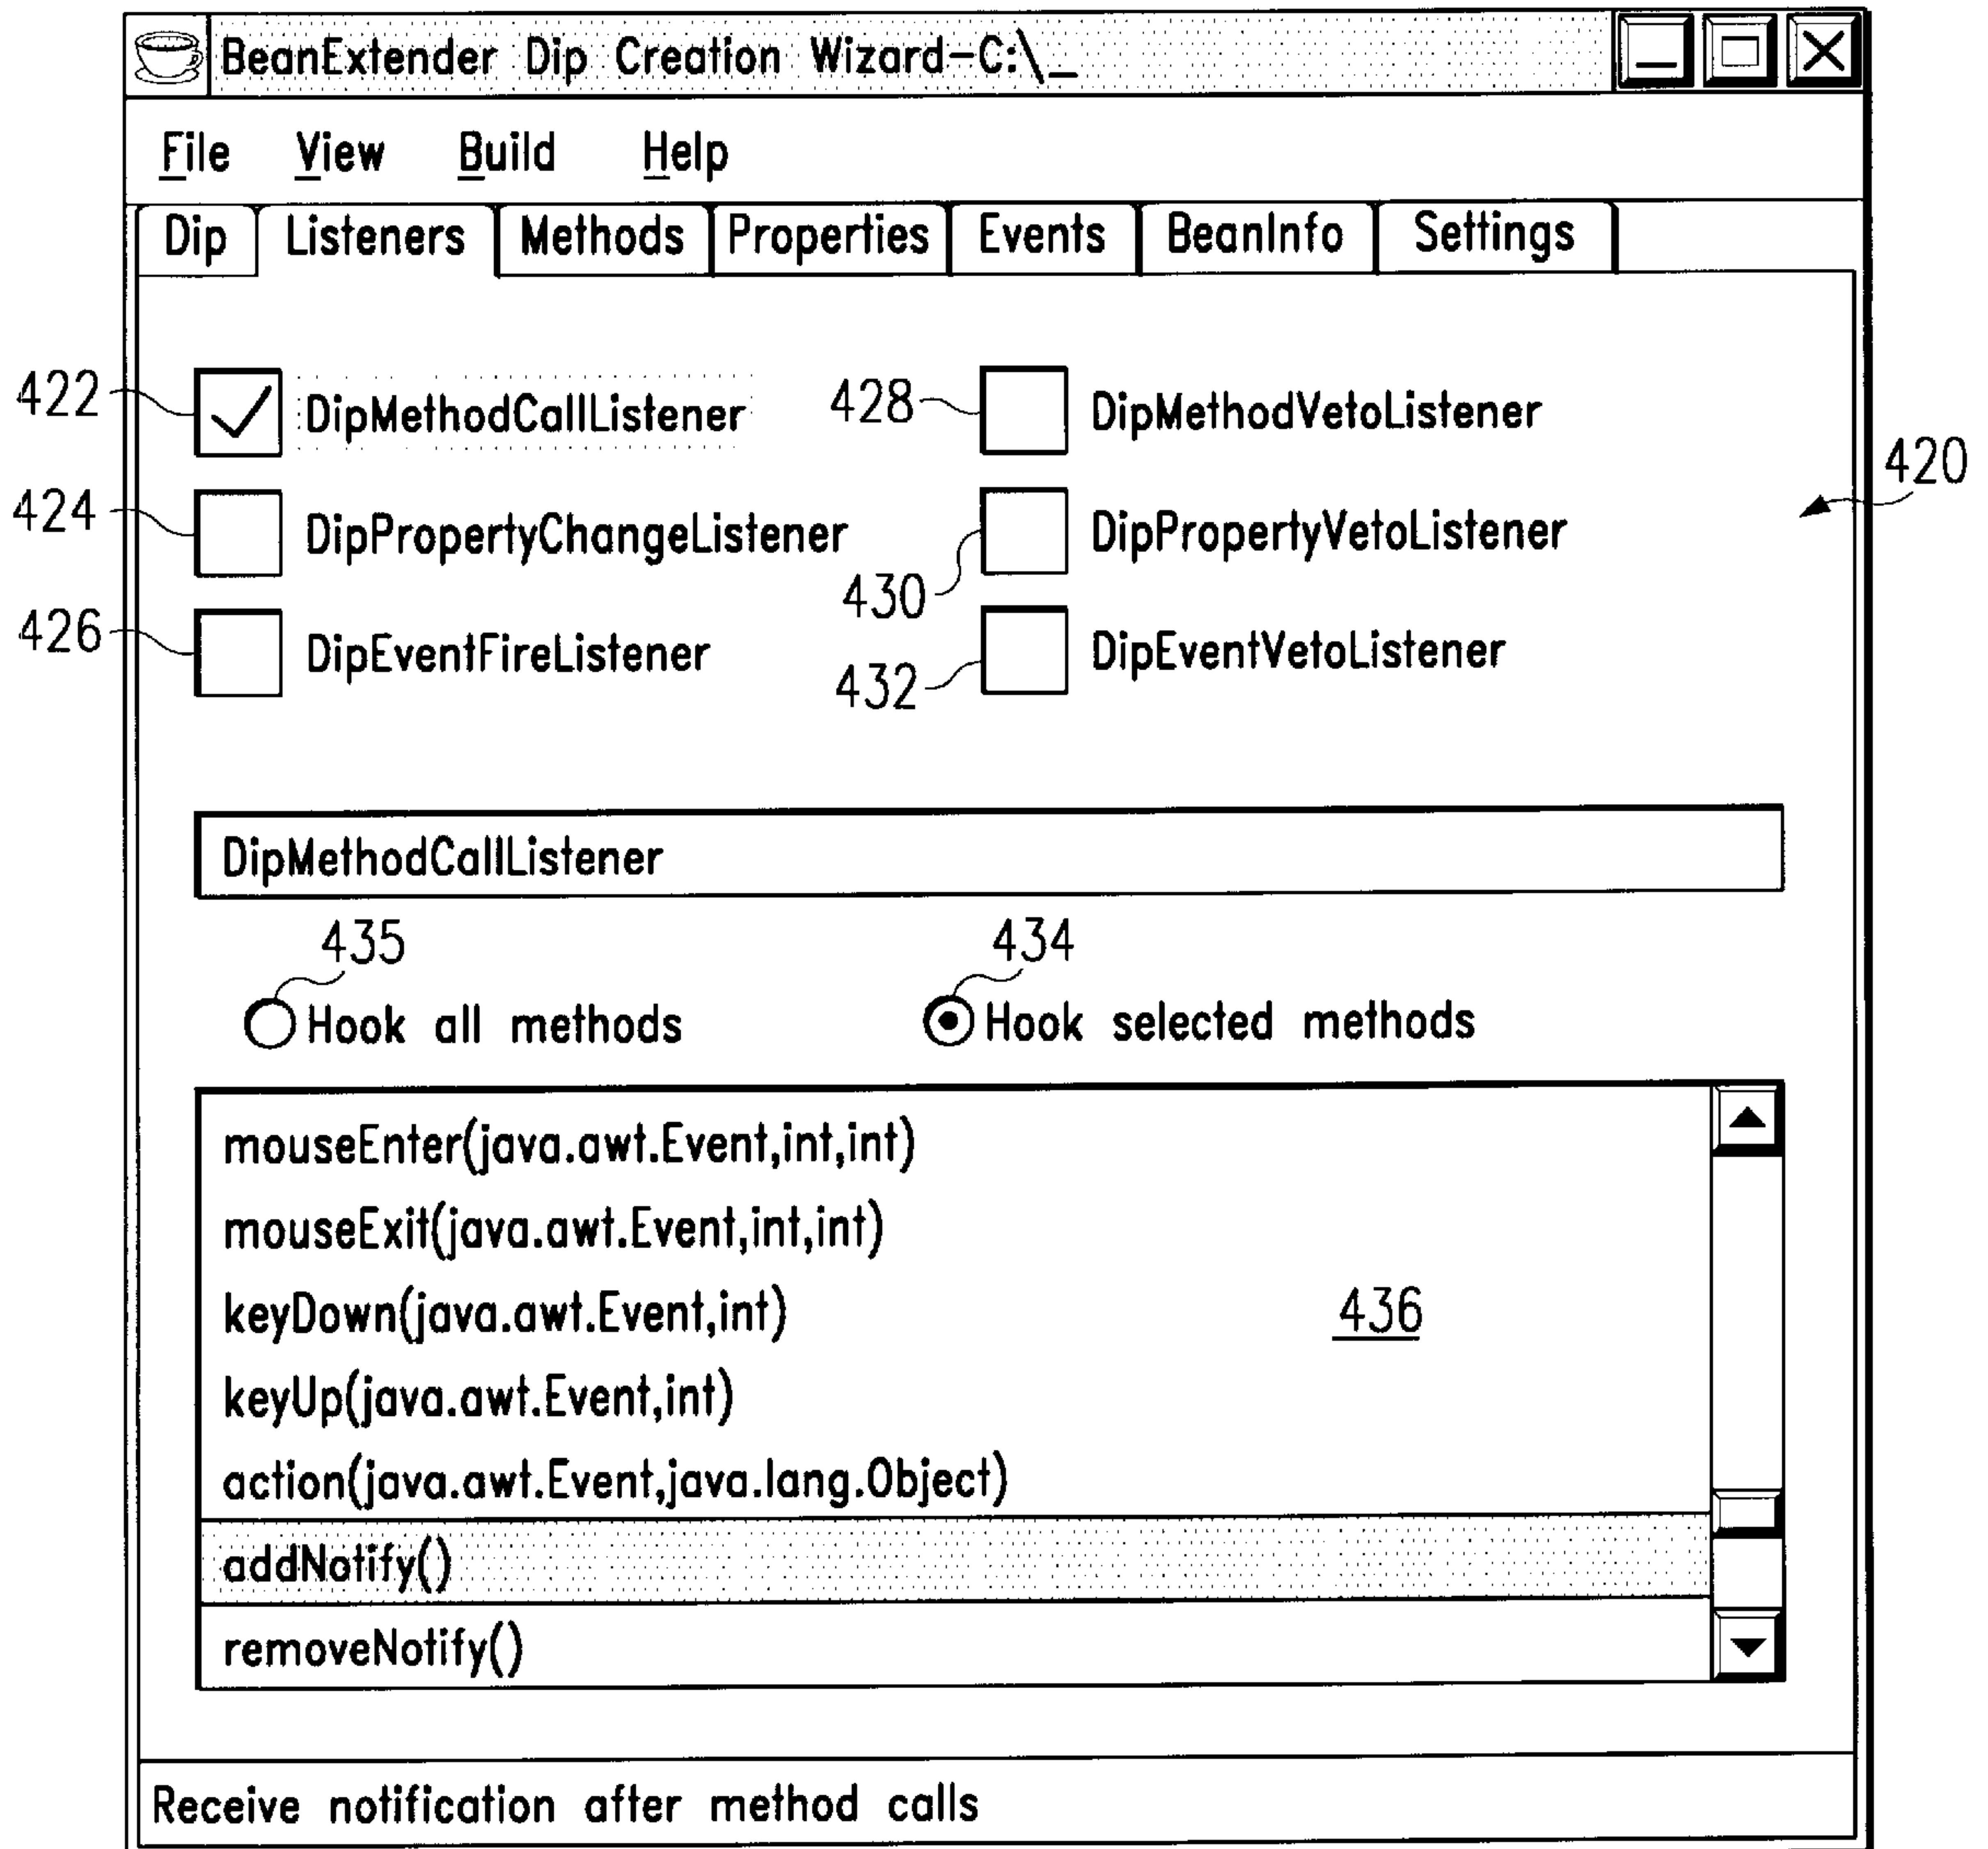 BeanExtender Dip Creation Wizard-C:\_
File View Build Help
Dip Listeners Methods Properties Events BeanInfo Settings
422 DipMethodCallListener 428 DipMethodVetoListener
420
424 DipPropertyChangeListener 430 DipPropertyVetoListener
426 DipEventFireListener 432 DipEventVetoListener
DipMethodCallListener
435 434
Hook all methods Hook selected methods
mouseEnter(java.awt.Event,int,int)
mouseExit(java.awt.Event,int,int)
keyDown(java.awt.Event,int) 436
keyUp(java.awt.Event,int)
action(java.awt.Event,java.lang.Object)
addNotify()
removeNotify()
Receive notification after method calls